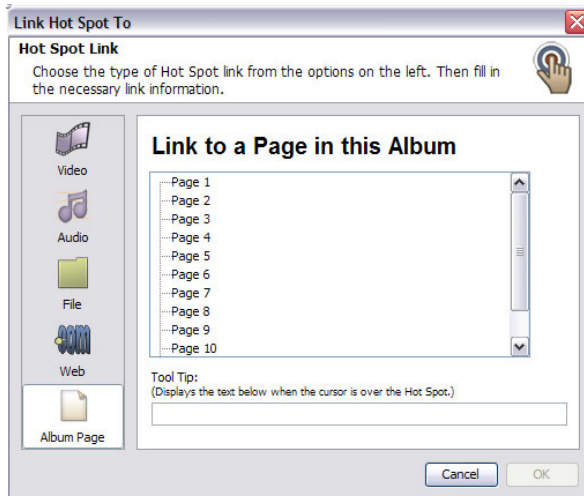 Link Hot Spot To
Hot Spot Link
Choose the type of Hot Spot link from the options on the left. Then fill in
the necessary link information.
Video
Audio
File
com
Web
Album Page
Link to a Page in this Album
Page 1
Page 2
Page 3
Page 4
Page 5
Page 6
Page 7
Page 8
Page 9
Page 10
Tool Tip:
(Displays the text below when the cursor is over the Hot Spot.)
Cancel
OK